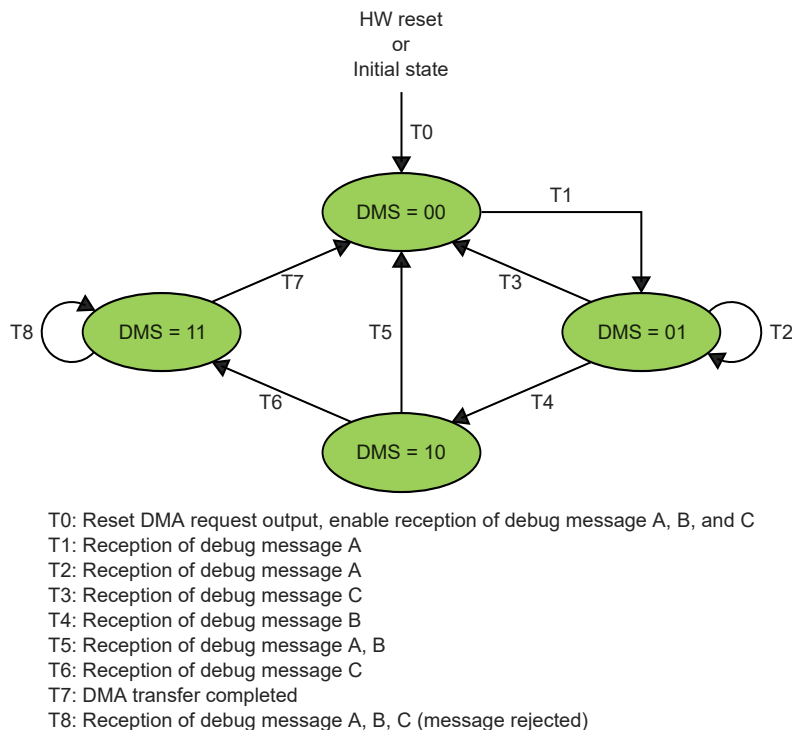 HW reset
or
Initial state
T0
DMS = 00
T1
T7
T3
T8
DMS = 11
T5
DMS = 01
T2
T6
T4
DMS = 10
T0: Reset DMA request output, enable reception of debug message A, B, and C
T1: Reception of debug message A
T2: Reception of debug message A
T3: Reception of debug message C
T4: Reception of debug message B
T5: Reception of debug message A, B
T6: Reception of debug message C
T7: DMA transfer completed
T8: Reception of debug message A, B, C (message rejected)